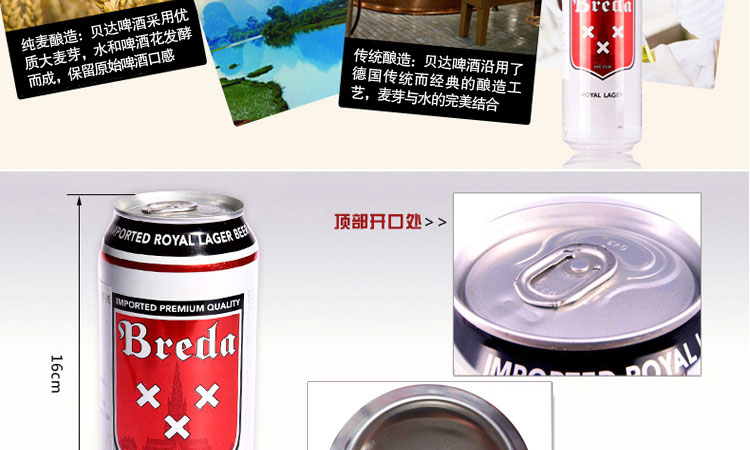 纯麦酿造：贝达啤酒采用优
质大麦芽，水和啤酒花发酵
而成，保留原始啤酒口感
传统酿造：贝达啤酒沿用了
德国传统而经典的酿造工
艺，麦芽与水的完美结合
Breda
ROYAL LAGER
顶部开口处>>
IMPORTED ROYAL LAGER BEER
IMPORTED PREMIUM QUALITY
Breda
16cm
IMPORTED ROYAL L